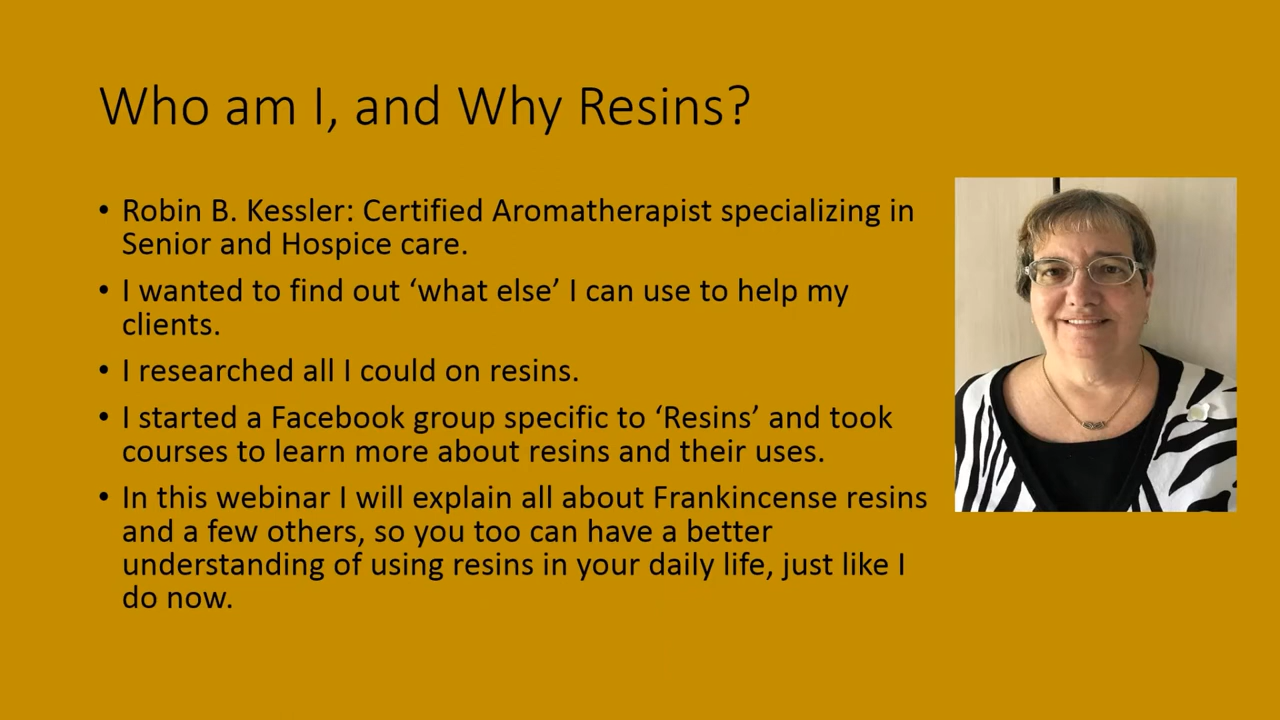 Who am I, and Why Resins?
• Robin B. Kessler: Certified Aromatherapist specializing in
Senior and Hospice care.
• I wanted to find out ‘what else’ I can use to help my
clients.
• I researched all I could on resins.
• I started a Facebook group specific to ‘Resins’ and took
courses to learn more about resins and their uses.
• In this webinar I will explain all about Frankincense resins
and a few others, so you too can have a better
understanding of using resins in your daily life, just like I
do now.